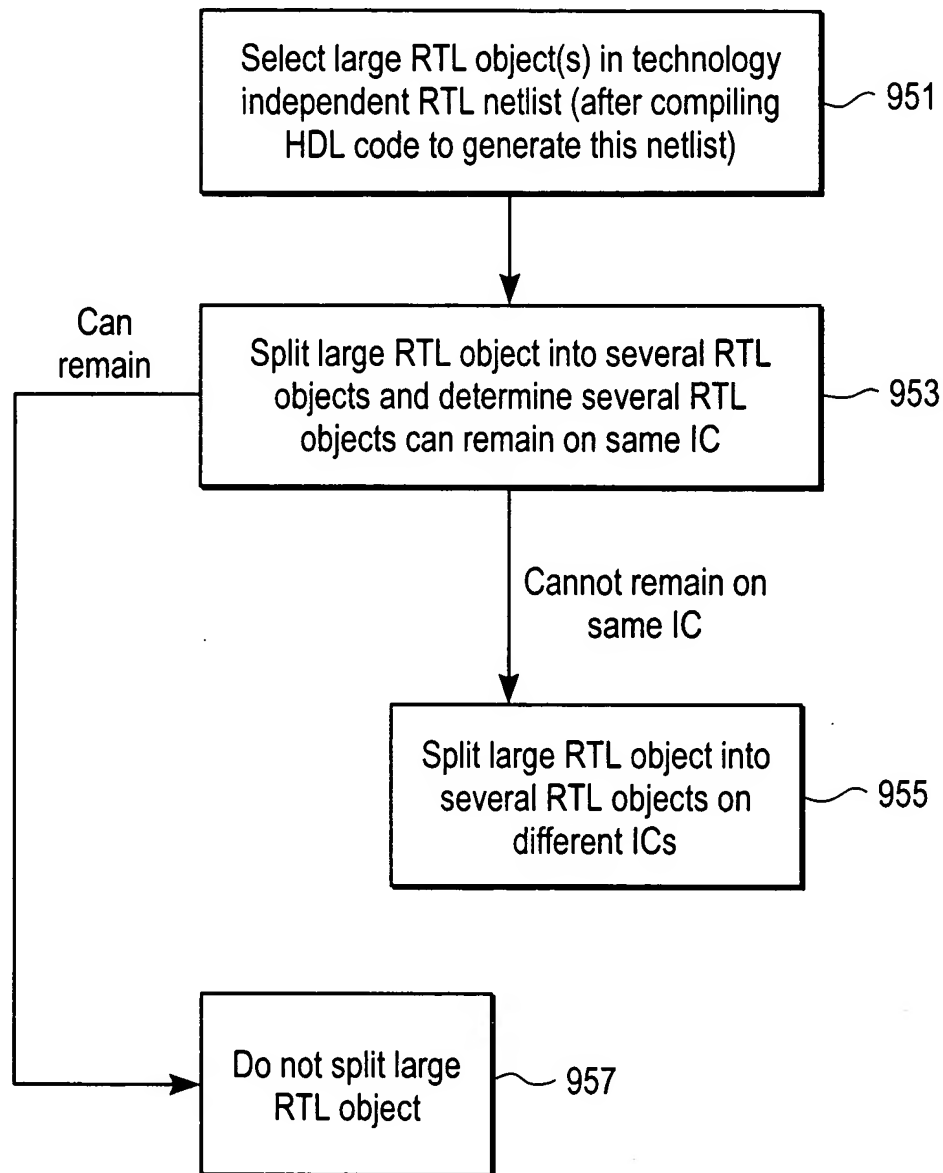 Select large RTL object(s) in technology
independent RTL netlist (after compiling
HDL code to generate this netlist)
951
Can
remain
Split large RTL object into several RTL
objects and determine several RTL
objects can remain on same IC
953
Cannot remain on
same IC
Split large RTL object into
several RTL objects on
different ICs
955
Do not split large
RTL object
957